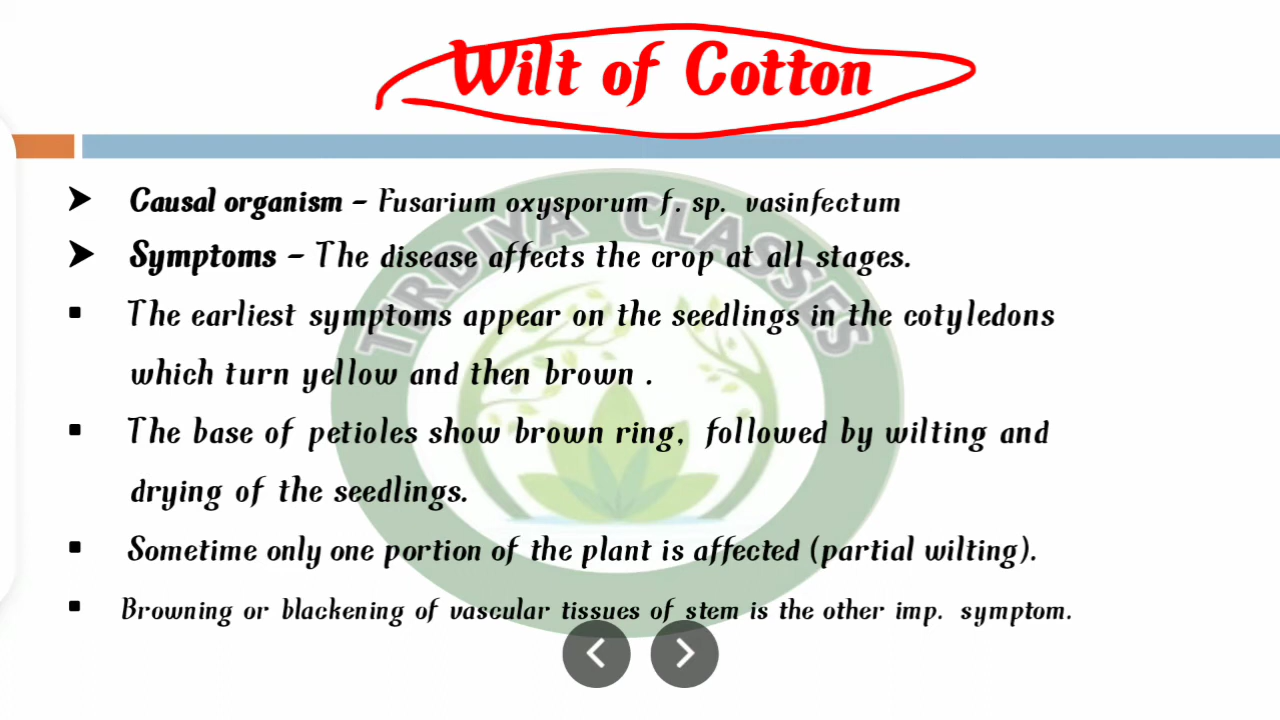 Wilt of Cotton
➤ Causal organism – Fusarium oxysporum f. sp. vasinfectum
➤ Symptoms – The disease affects the crop at all stages.
▪ The earliest symptoms appear on the seedlings in the cotyledons
which turn yellow and then brown .
▪ The base of petioles show brown ring, followed by wilting and
drying of the seedlings.
▪ Sometime only one portion of the plant is affected (partial wilting).
▪ Browning or blackening of vascular tissues of stem is the other imp. symptom.
TIRDIYA CLASSES